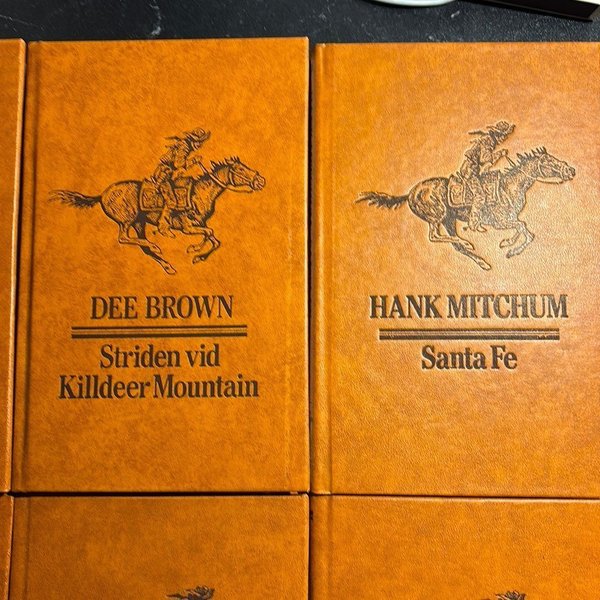 DEE BROWN
Striden vid
Killdeer Mountain
HANK MITCHUM
Santa Fe